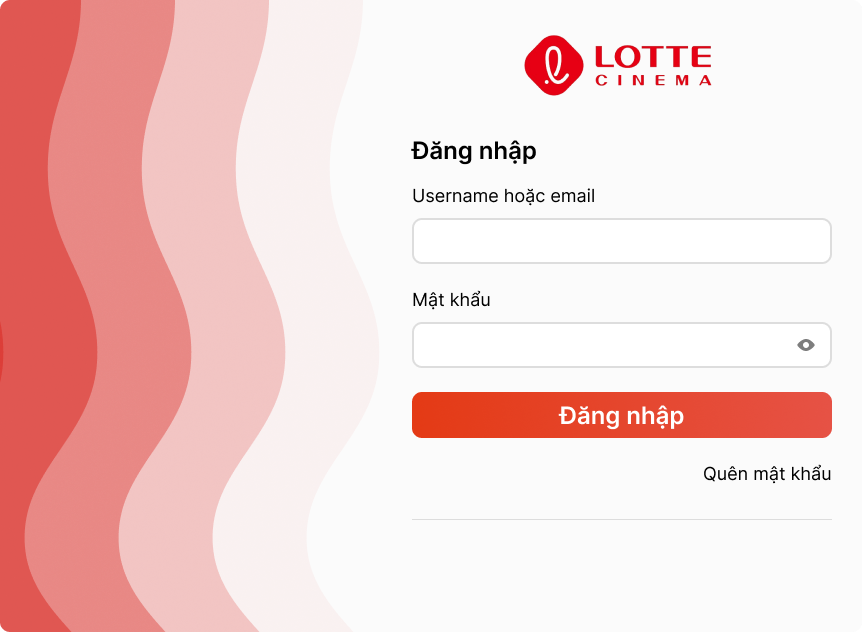 LOTTE
CINEMA
Đăng nhập
Username hoặc email
Mật khẩu
Đăng nhập
Quên mật khẩu